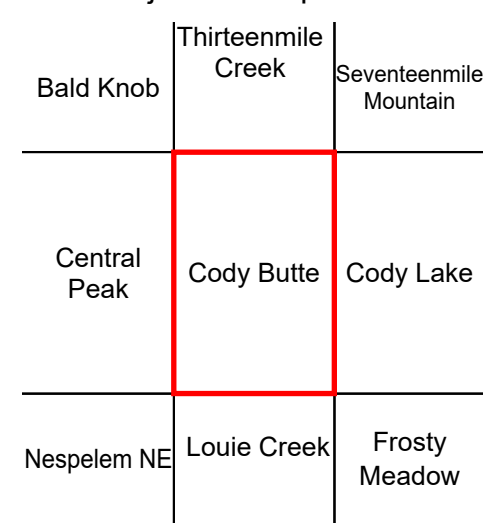 Thirteenmile
Creek
Bald Knob
Seventeenmile
Mountain
Central
Peak
Cody Butte
Cody Lake
Nespelem NE
Louie Creek
Frosty
Meadow